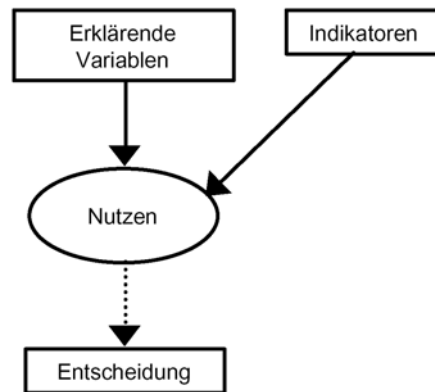 Erklärende
Variablen
Indikatoren
Nutzen
Entscheidung